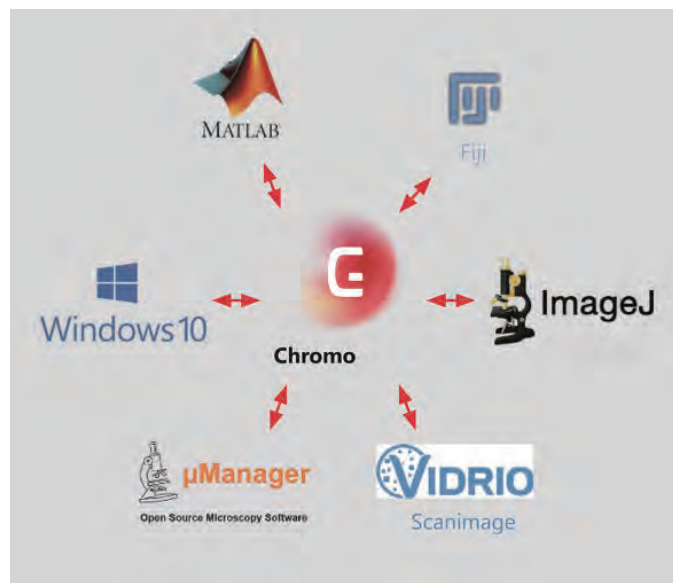 MATLAB
Fiji
Windows 10
Chromo
ImageJ
µManager
Open Source Microscopy Software
VIDRIO
Scanimage